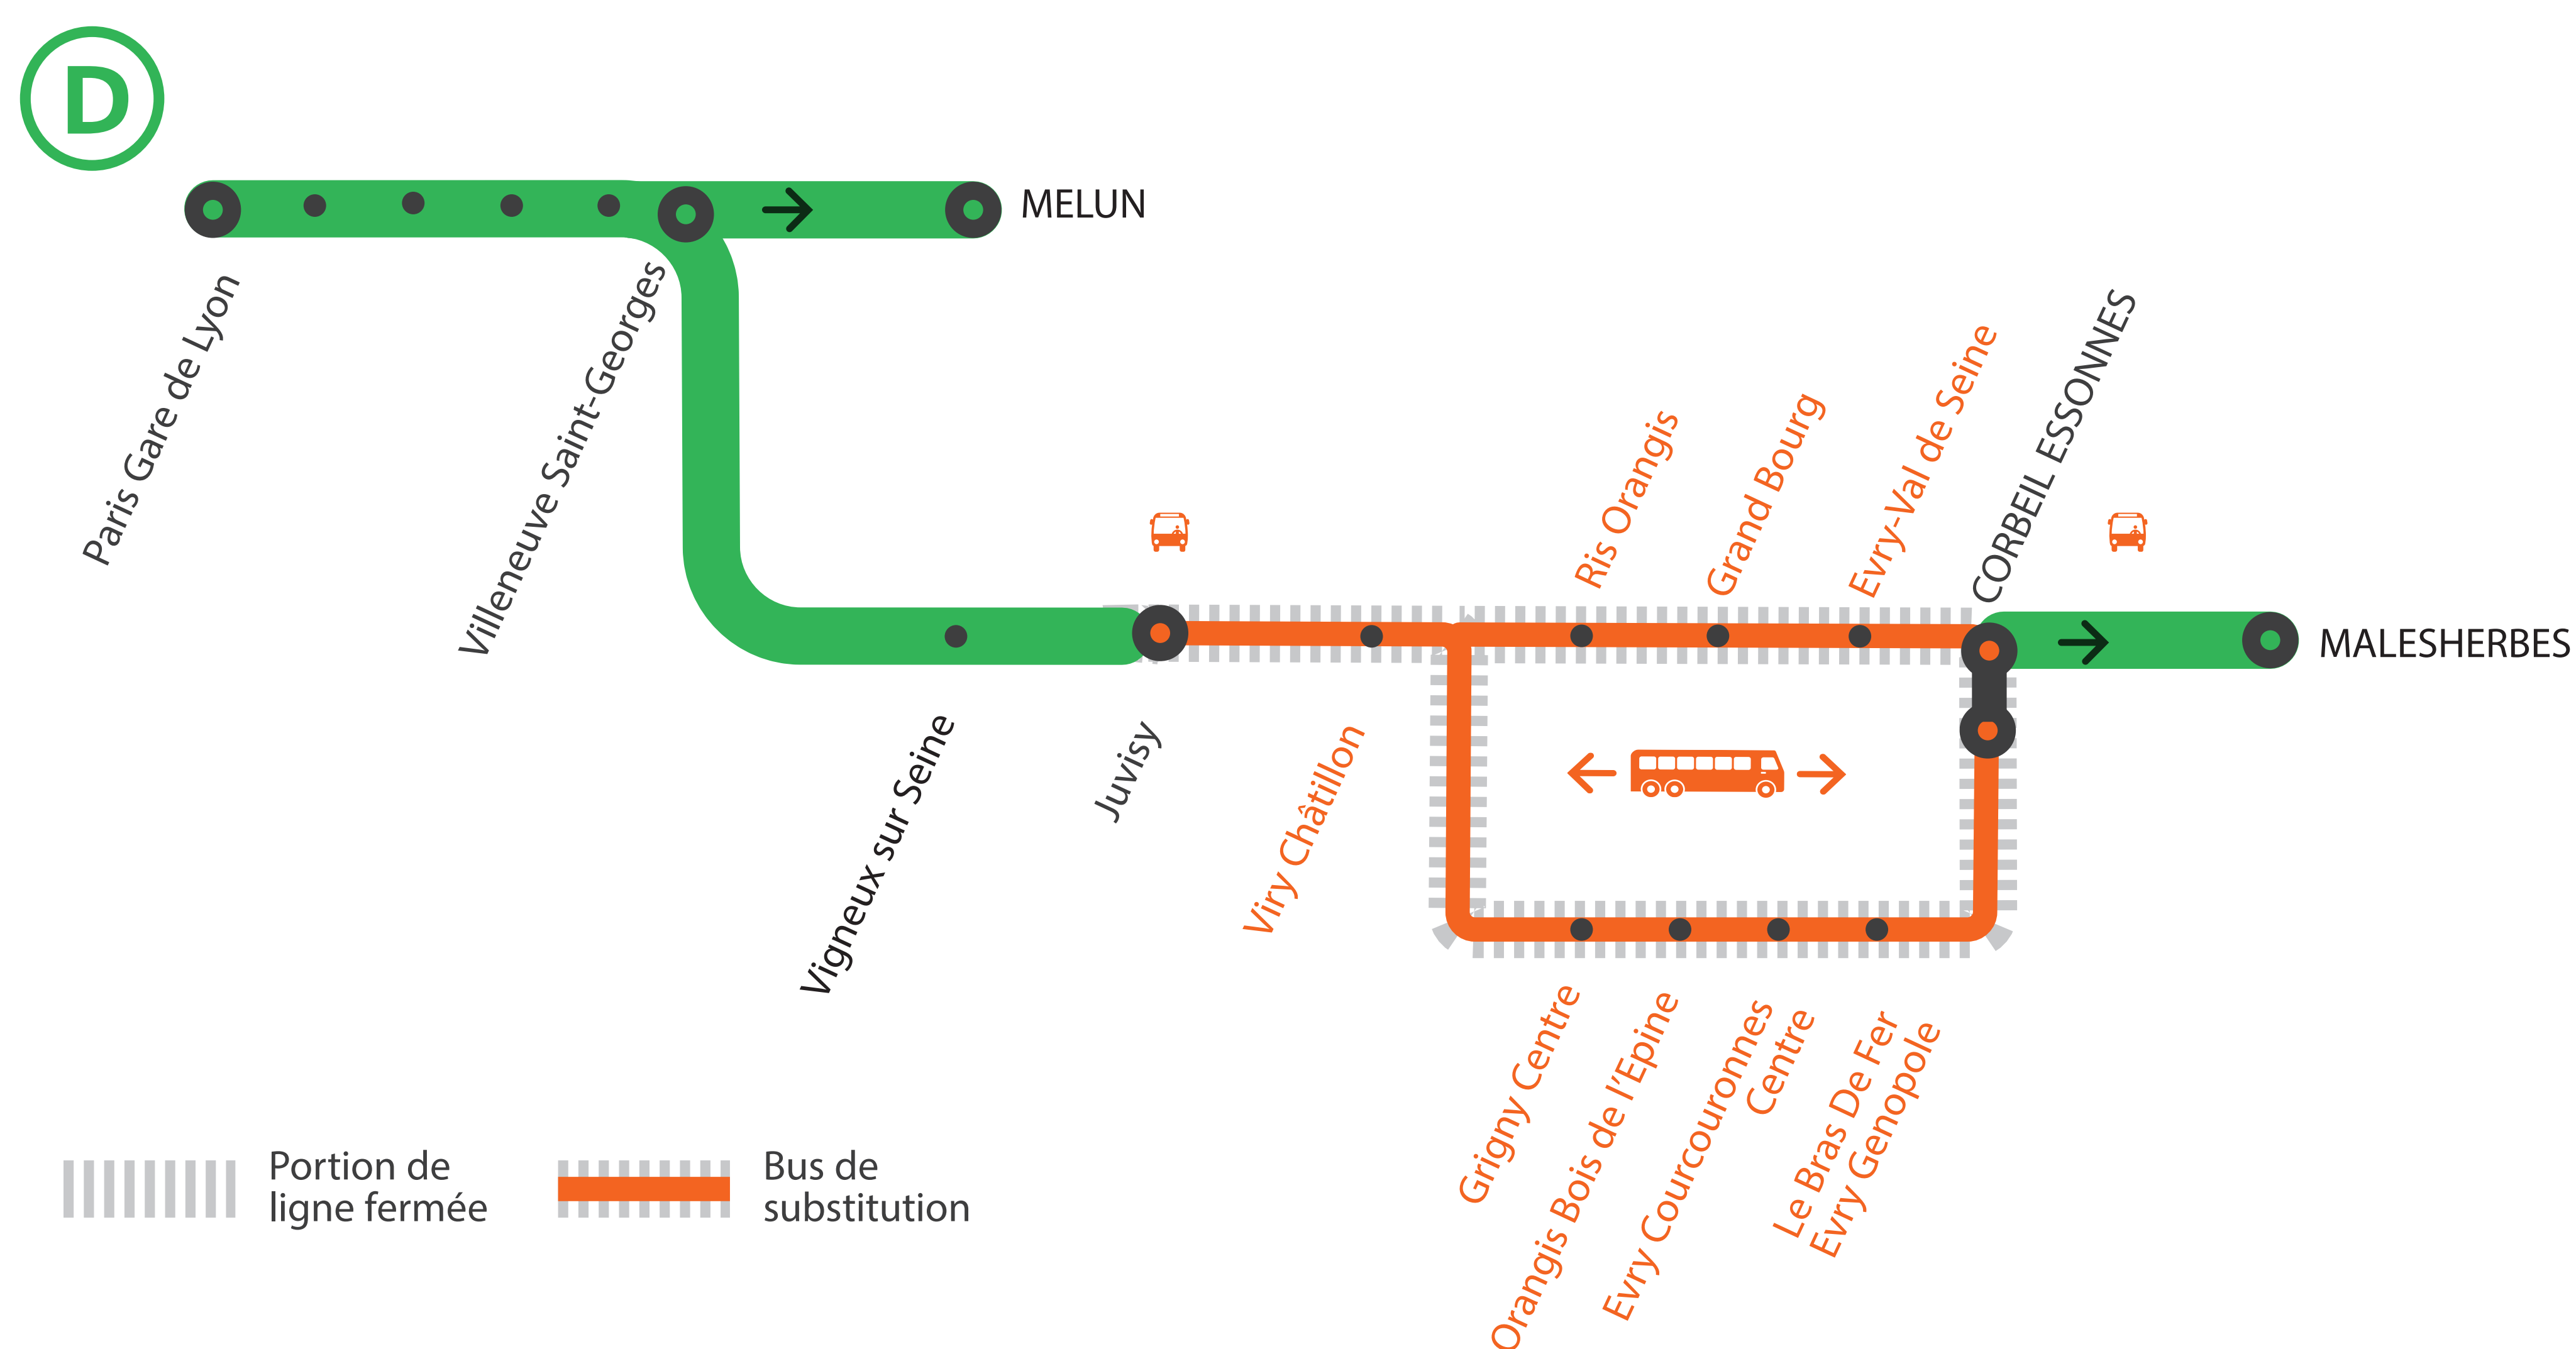 D
MELUN
Paris Gare de Lyon
Villeneuve Saint-Georges
Vigneux sur Seine
Juvisy
Viry Châtillon
Ris Orangis
Grand Bourg
Evry-Val de Seine
CORBEIL ESSONNES
MALESHERBES
Grigny Centre
Orangis Bois de l'Epine
Evry Courcouronnes
Centre
Le Bras De Fer
Evry Genopole
Portion de
ligne fermée
Bus de
substitution